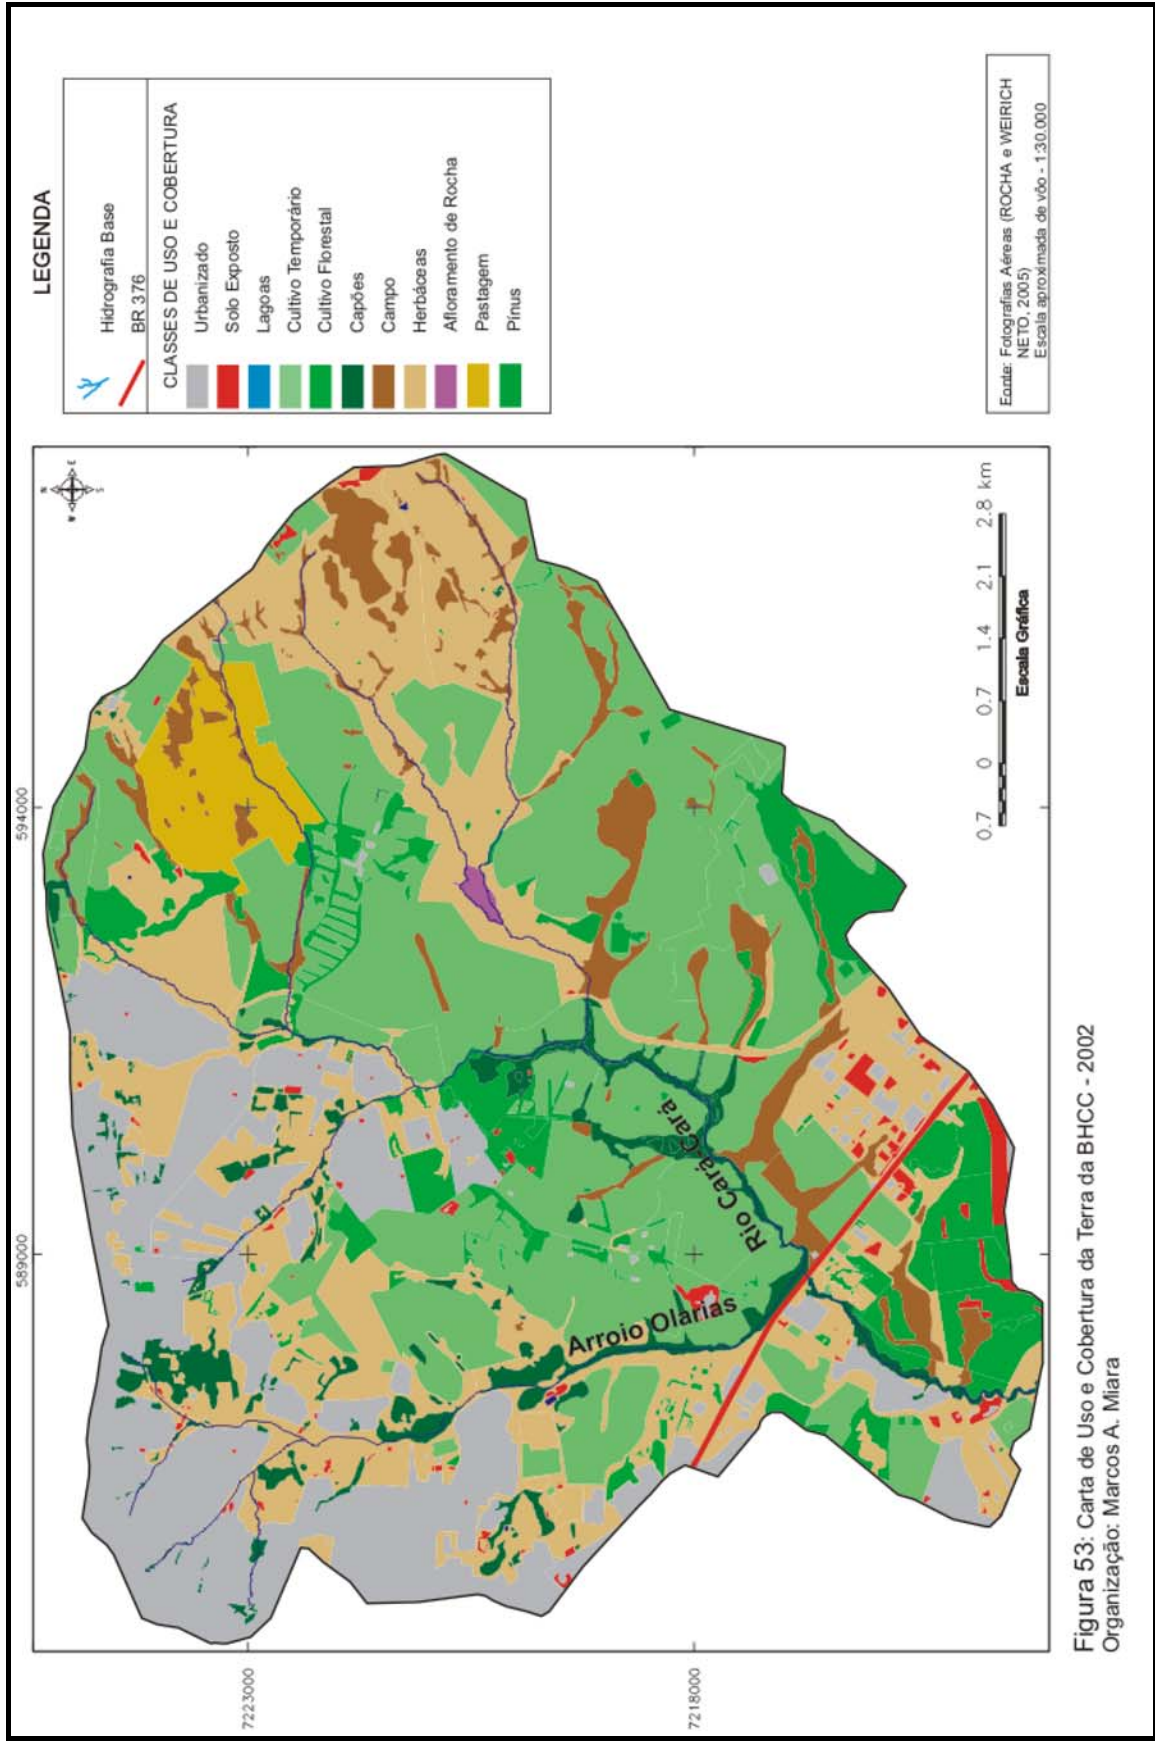 LEGENDA
Hidrografia Base
BR 376
CLASSES DE USO E COBERTURA
Urbanizado
Solo Exposto
Lagoas
Cultivo Temporário
Cultivo Florestal
Capões
Campo
Herbáceas
Afloramento de Rocha
Pastagem
Pínus
Fonte: Fotografias Aéreas (ROCHA e WEIRICH
NETO, 2005)
Escala aproximada de vôo - 1:30.000
589000
594000
7223000
7218000
N
W
E
S
Arroio Olarias
Rio Cará-Cará
0.7 0 0.7 1.4 2.1 2.8 km
Escala Gráfica
Figura 53: Carta de Uso e Cobertura da Terra da BHCC - 2002
Organização: Marcos A. Miara